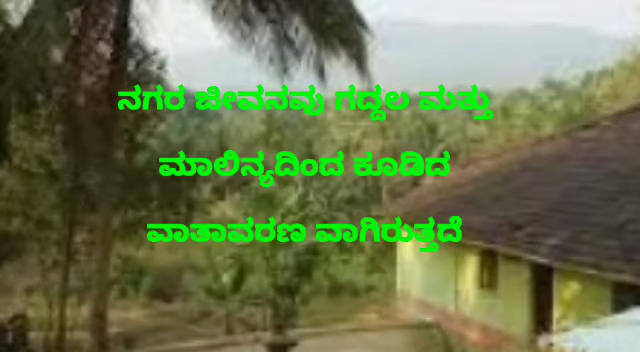 ನಗರ ಜೀವನವು ಗದ್ದಲ ಮತ್ತು
ಮಾಲಿನ್ಯದಿಂದ ಕೂಡಿದ
ವಾತಾವರಣ ವಾಗಿರುತ್ತದೆ